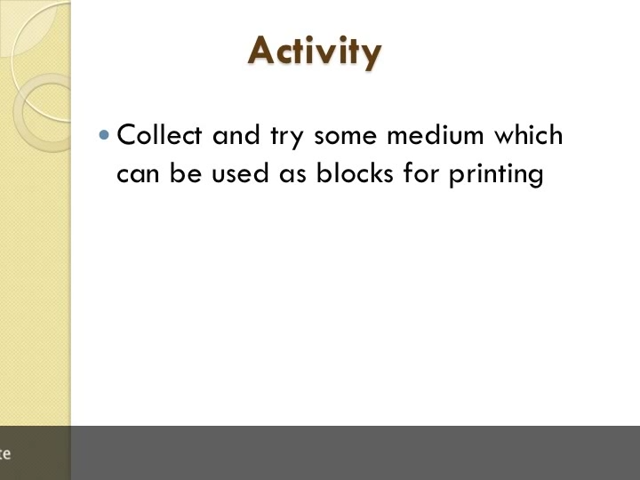 Activity
• Collect and try some medium which
can be used as blocks for printing